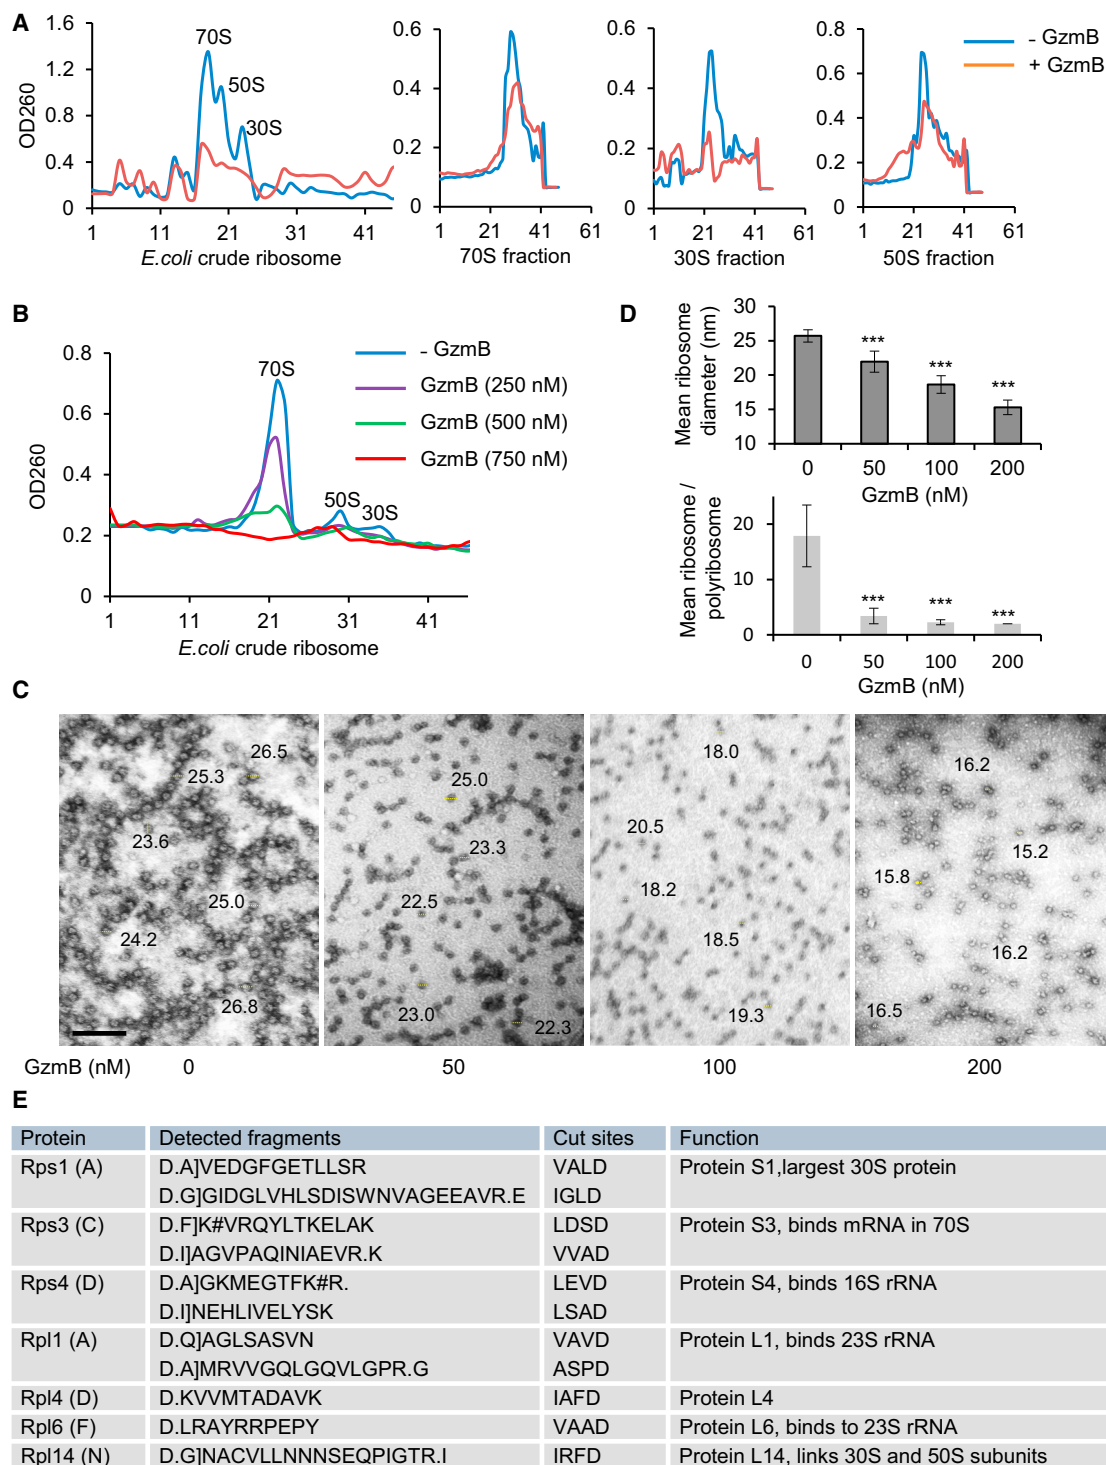 A
1.6
1.2
0.8
0.4
0
OD260
70S
50S
30S
1 11 21 31 41
E.coli crude ribosome
0.6
0.4
0.2
0
1 21 41 61
70S fraction
0.6
0.4
0.2
0
1 21 41 61
30S fraction
0.8
0.6
0.4
0.2
0
1 21 41 61
50S fraction
- GzmB
+ GzmB
B
0.8
0.6
0.4
0.2
0
OD260
70S
50S
30S
- GzmB
GzmB (250 nM)
GzmB (500 nM)
GzmB (750 nM)
1 11 21 31 41
E.coli crude ribosome
D
Mean ribosome
diameter (nm)
30
25
20
15
10
*** *** ***
0 50 100 200
GzmB (nM)
Mean ribosome /
polyribosome
20
10
0
*** *** ***
0 50 100 200
GzmB (nM)
C
26.5
25.3
23.6
25.0
24.2
26.8
25.0
23.3
22.5
23.0
22.3
18.0
20.5
18.2
18.5
19.3
16.2
15.2
15.8
16.2
16.5
GzmB (nM) 0 50 100 200
E
Protein Detected fragments Cut sites Function
Rps1 (A) D.A]VEDGFGETLLSR VALD Protein S1,largest 30S protein
D.G]GIDGLVHLSDISWNVAGEEAVR.E IGLD
Rps3 (C) D.F]K#VRQYLTKELAK LDSD Protein S3, binds mRNA in 70S
D.I]AGVPAQINIAEVR.K VVAD
Rps4 (D) D.A]GKMEGTFK#R. LEVD Protein S4, binds 16S rRNA
D.I]NEHLIVELYSK LSAD
Rpl1 (A) D.Q]AGLSASVN VAVD Protein L1, binds 23S rRNA
D.A]MRVVGQLGQVLGPR.G ASPD
Rpl4 (D) D.KVVMTADAVK IAFD Protein L4
Rpl6 (F) D.LRAYRRPEPY VAAD Protein L6, binds to 23S rRNA
Rpl14 (N) D.G]NACVLLNNNSEQPIGTR.I IRFD Protein L14, links 30S and 50S subunits